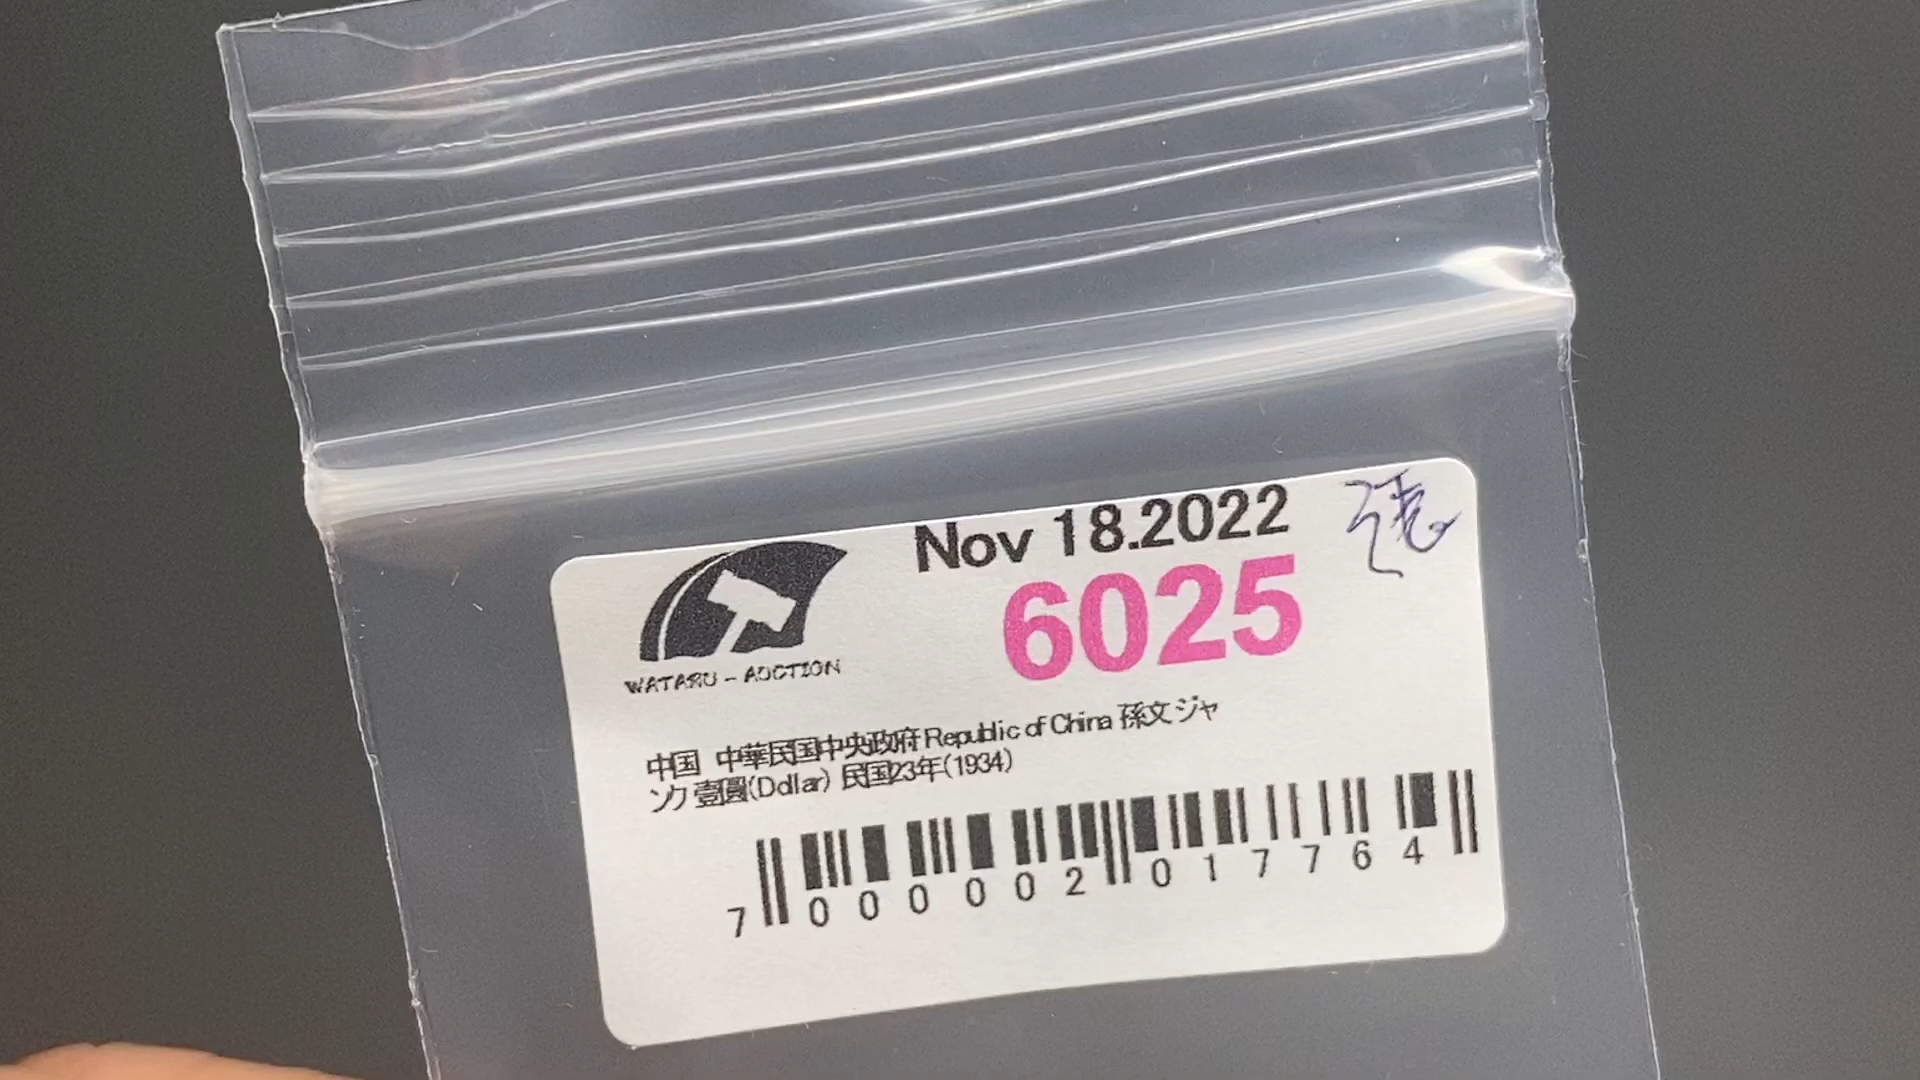 Nov 18.2022
6025
WATARU - AUCTION
中国 中華民国中央政府 Republic of China 孫文 ジャ
ンク 壹圓(Dollar) 民国23年(1934)
7 000002 017764